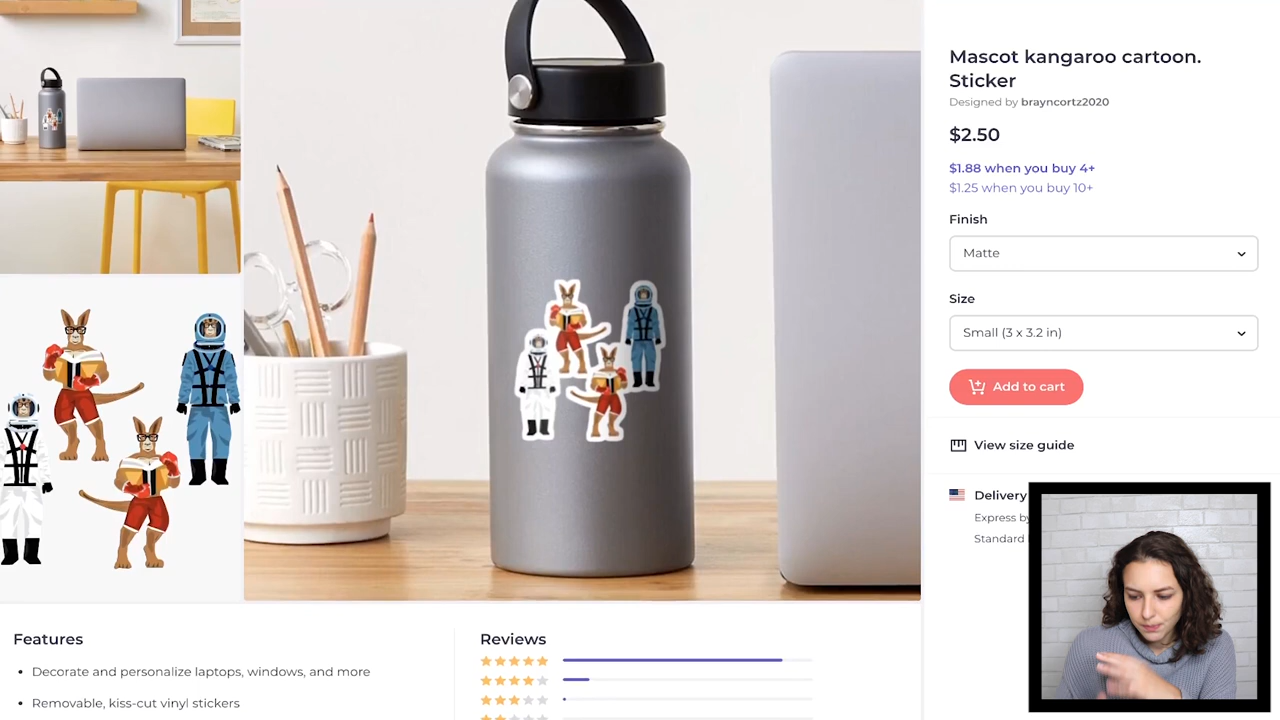 Mascot kangaroo cartoon.
Sticker
Designed by brayncortz2020
$2.50
$1.88 when you buy 4+
$1.25 when you buy 10+
Finish
Matte
Size
Small (3 x 3.2 in)
Add to cart
View size guide
Delivery
Express by
Standard
Features
Decorate and personalize laptops, windows, and more
Removable, kiss-cut vinyl stickers
Reviews